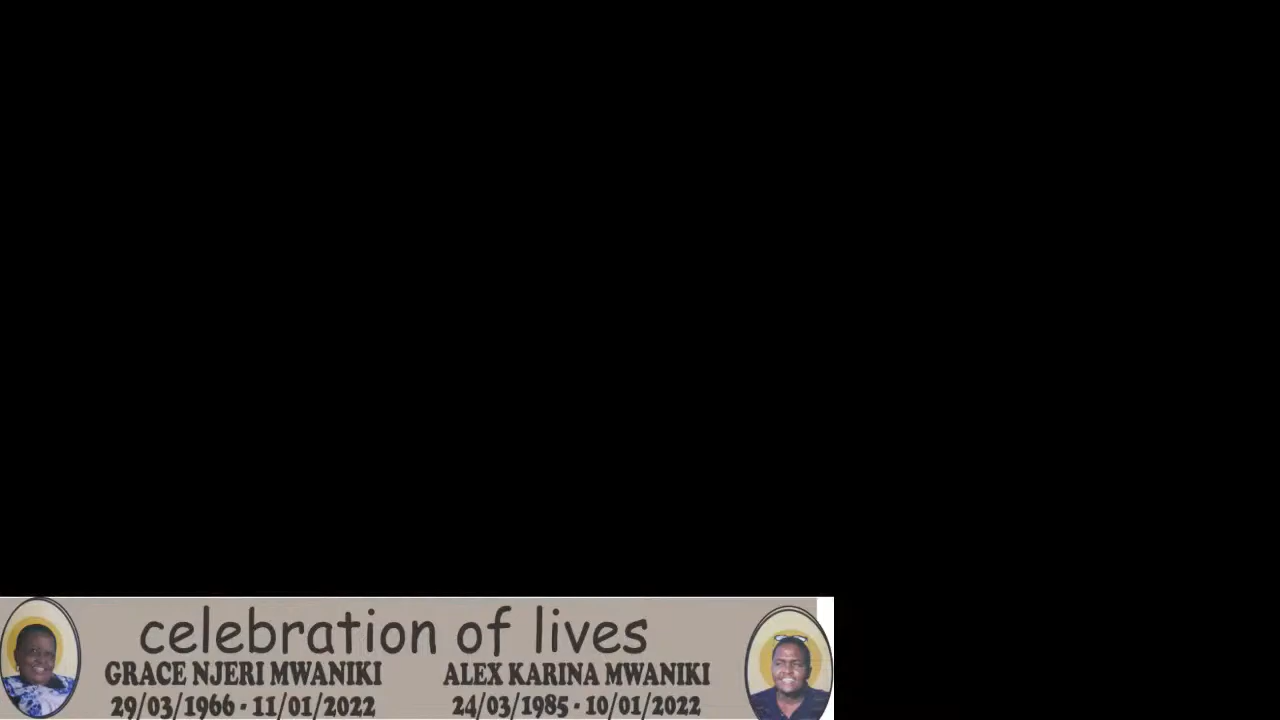 celebration of lives
GRACE NJERI MWANIKI ALEX KARINA MWANIKI
29/03/1966 - 11/01/2022 24/03/1985 - 10/01/2022